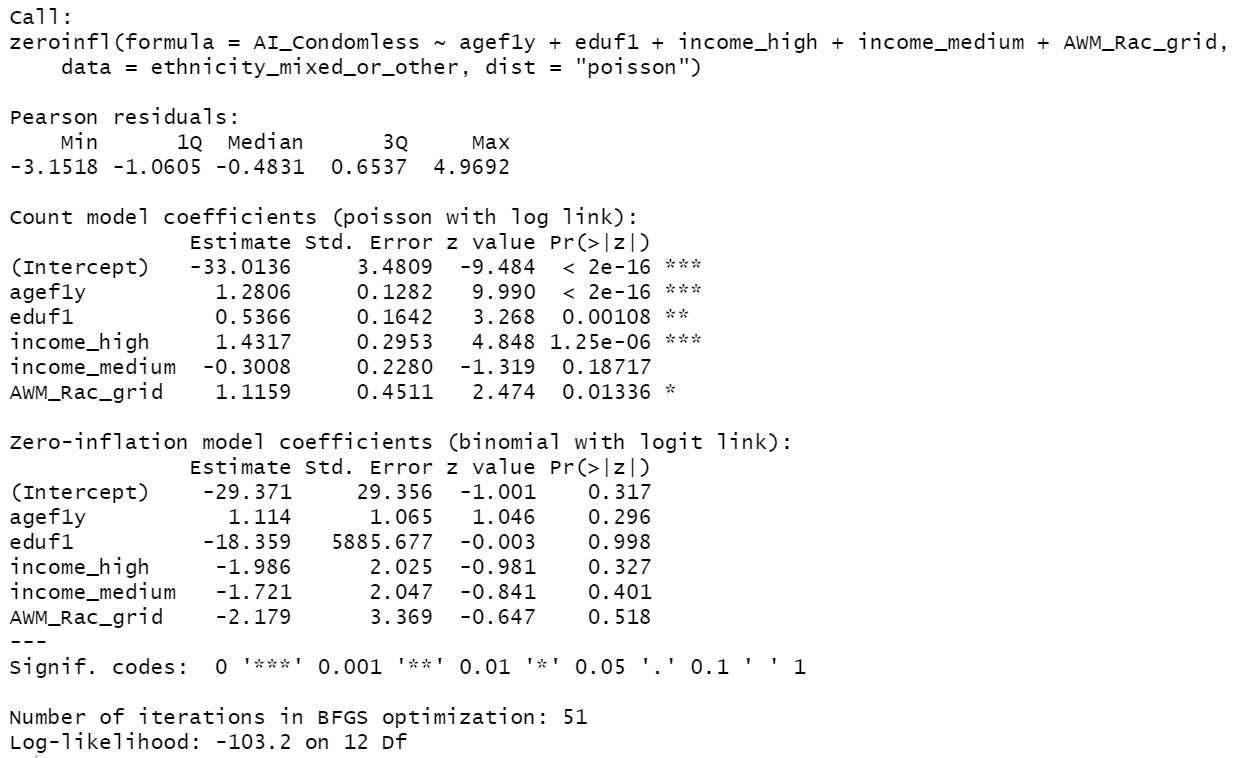 Call:
zeroinfl(formula = AI_Condomless ~ agef1y + eduf1 + income_high + income_medium + AWM_Rac_grid,
    data = ethnicity_mixed_or_other, dist = "poisson")

Pearson residuals:
    Min      1Q  Median      3Q     Max
-3.1518 -1.0605 -0.4831  0.6537  4.9692

Count model coefficients (poisson with log link):
              Estimate Std. Error z value Pr(>|z|)
(Intercept)   -33.0136     3.4809  -9.484  < 2e-16 ***
agef1y          1.2806     0.1282   9.990  < 2e-16 ***
eduf1           0.5366     0.1642   3.268  0.00108 **
income_high     1.4317     0.2953   4.848 1.25e-06 ***
income_medium  -0.3008     0.2280  -1.319  0.18717
AWM_Rac_grid    1.1159     0.4511   2.474  0.01336 *

Zero-inflation model coefficients (binomial with logit link):
              Estimate Std. Error z value Pr(>|z|)
(Intercept)    -29.371     29.356  -1.001    0.317
agef1y           1.114      1.065   1.046    0.296
eduf1          -18.359   5885.677  -0.003    0.998
income_high     -1.986      2.025  -0.981    0.327
income_medium   -1.721      2.047  -0.841    0.401
AWM_Rac_grid    -2.179      3.369  -0.647    0.518
---
Signif. codes:  0 '***' 0.001 '**' 0.01 '*' 0.05 '.' 0.1 ' ' 1

Number of iterations in BFGS optimization: 51
Log-likelihood: -103.2 on 12 Df